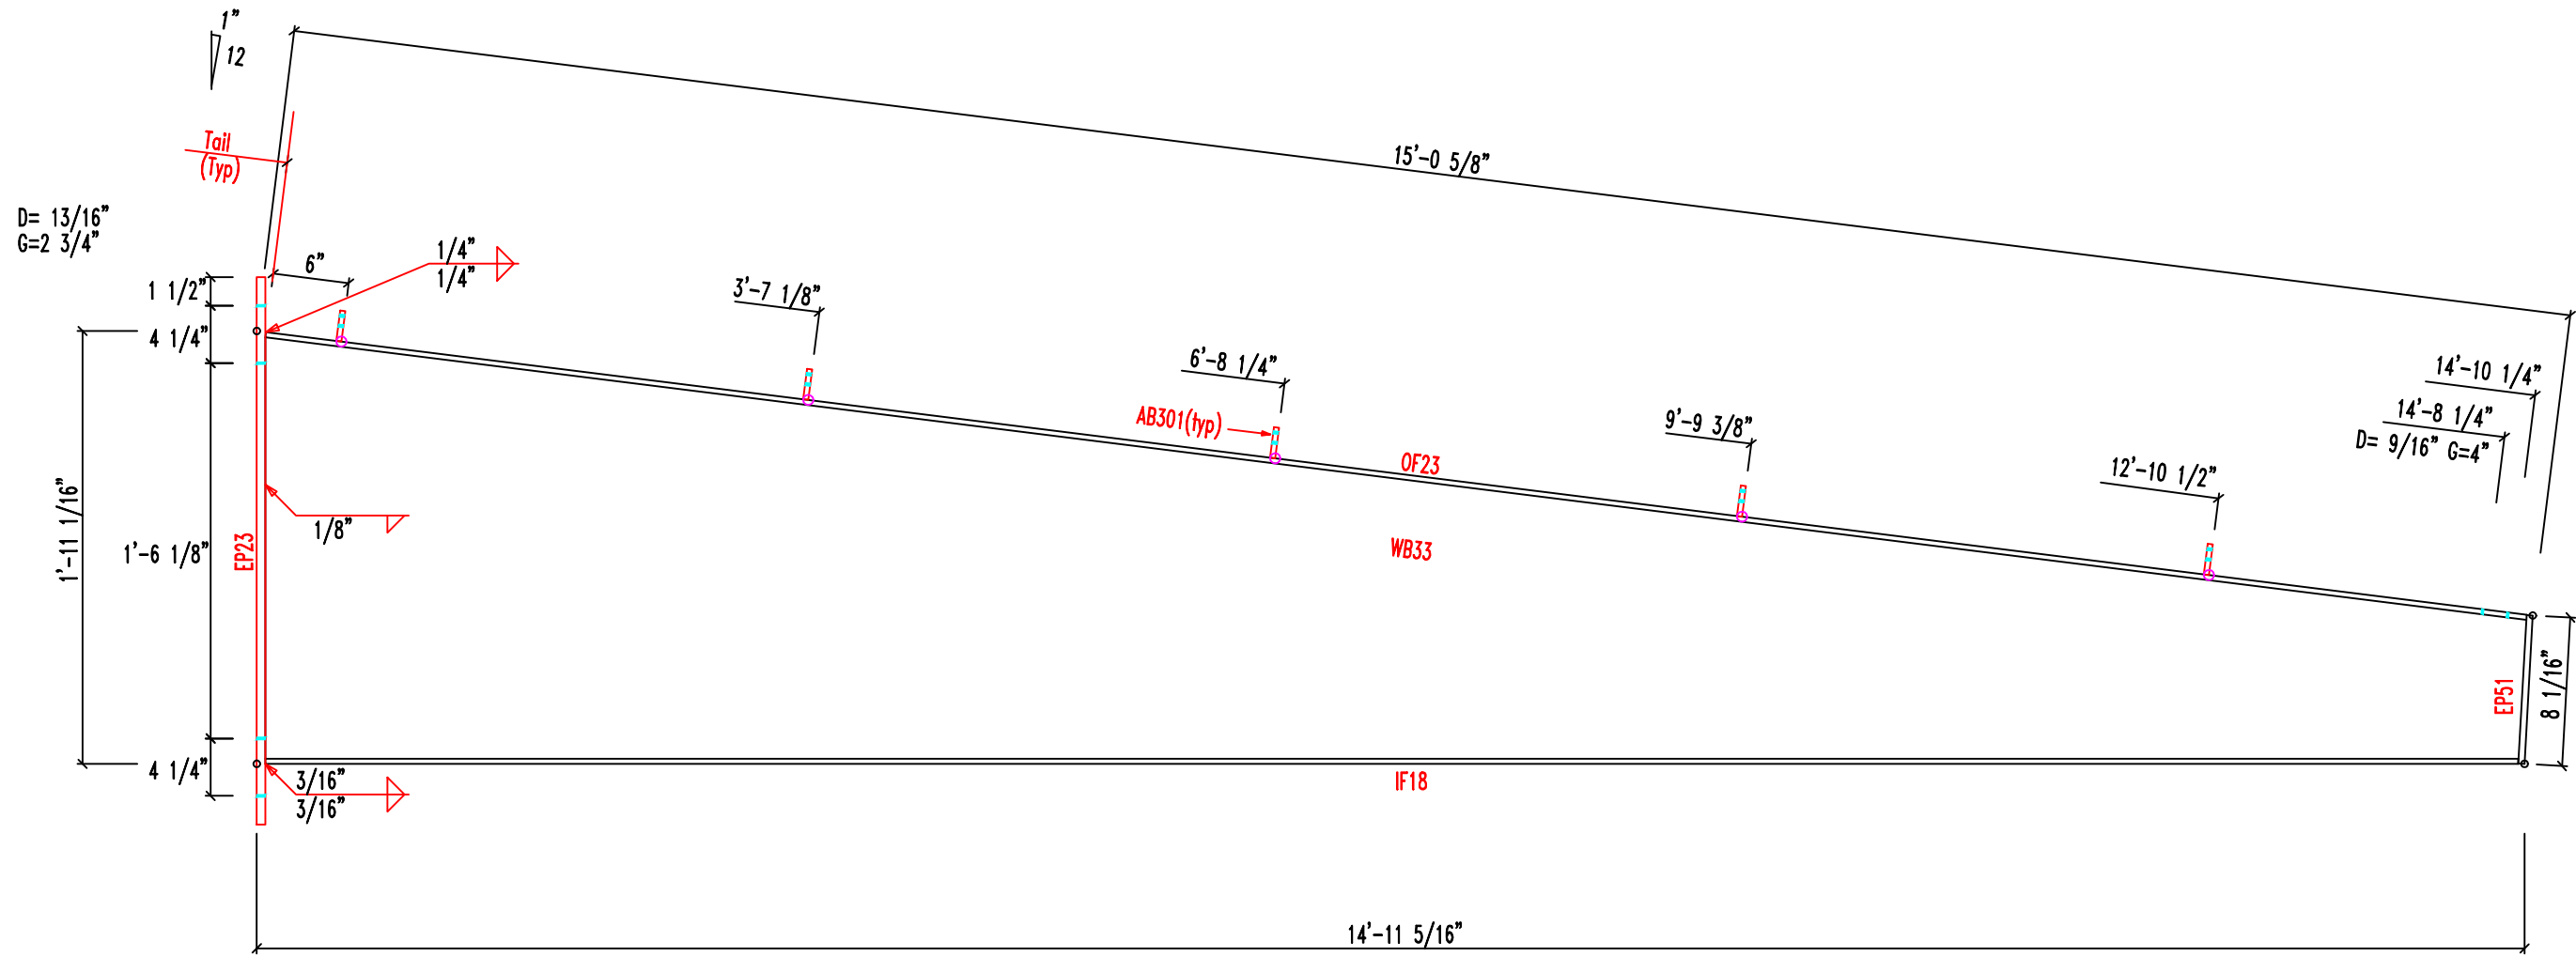 1"
12
15'-0 5/8"
Tail
(Typ)
D= 13/16"
G=2 3/4"
6"
1/4"
1/4"
1 1/2"
3'-7 1/8"
4 1/4"
6'-8 1/4"
14'-10 1/4"
AB301(typ)
9'-9 3/8"
14'-8 1/4"
D= 9/16" G=4"
OF23
12'-10 1/2"
1'-11 1/16"
1'-6 1/8"
EP23
1/8"
WB33
EP51
8 1/16"
4 1/4"
3/16"
3/16"
IF18
14'-11 5/16"